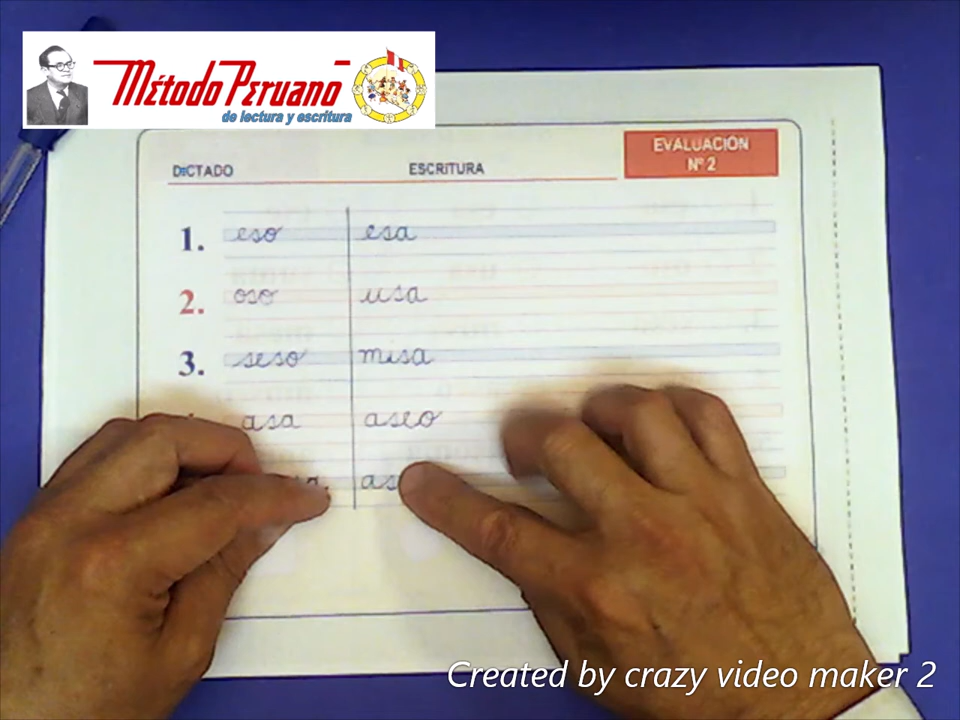 Método Peruano
de lectura y escritura
DICTADO ESCRITURA EVALUACIÓN Nº 2
1. eso esa
2. oso usa
3. seso misa
asa aseo
Created by crazy video maker 2